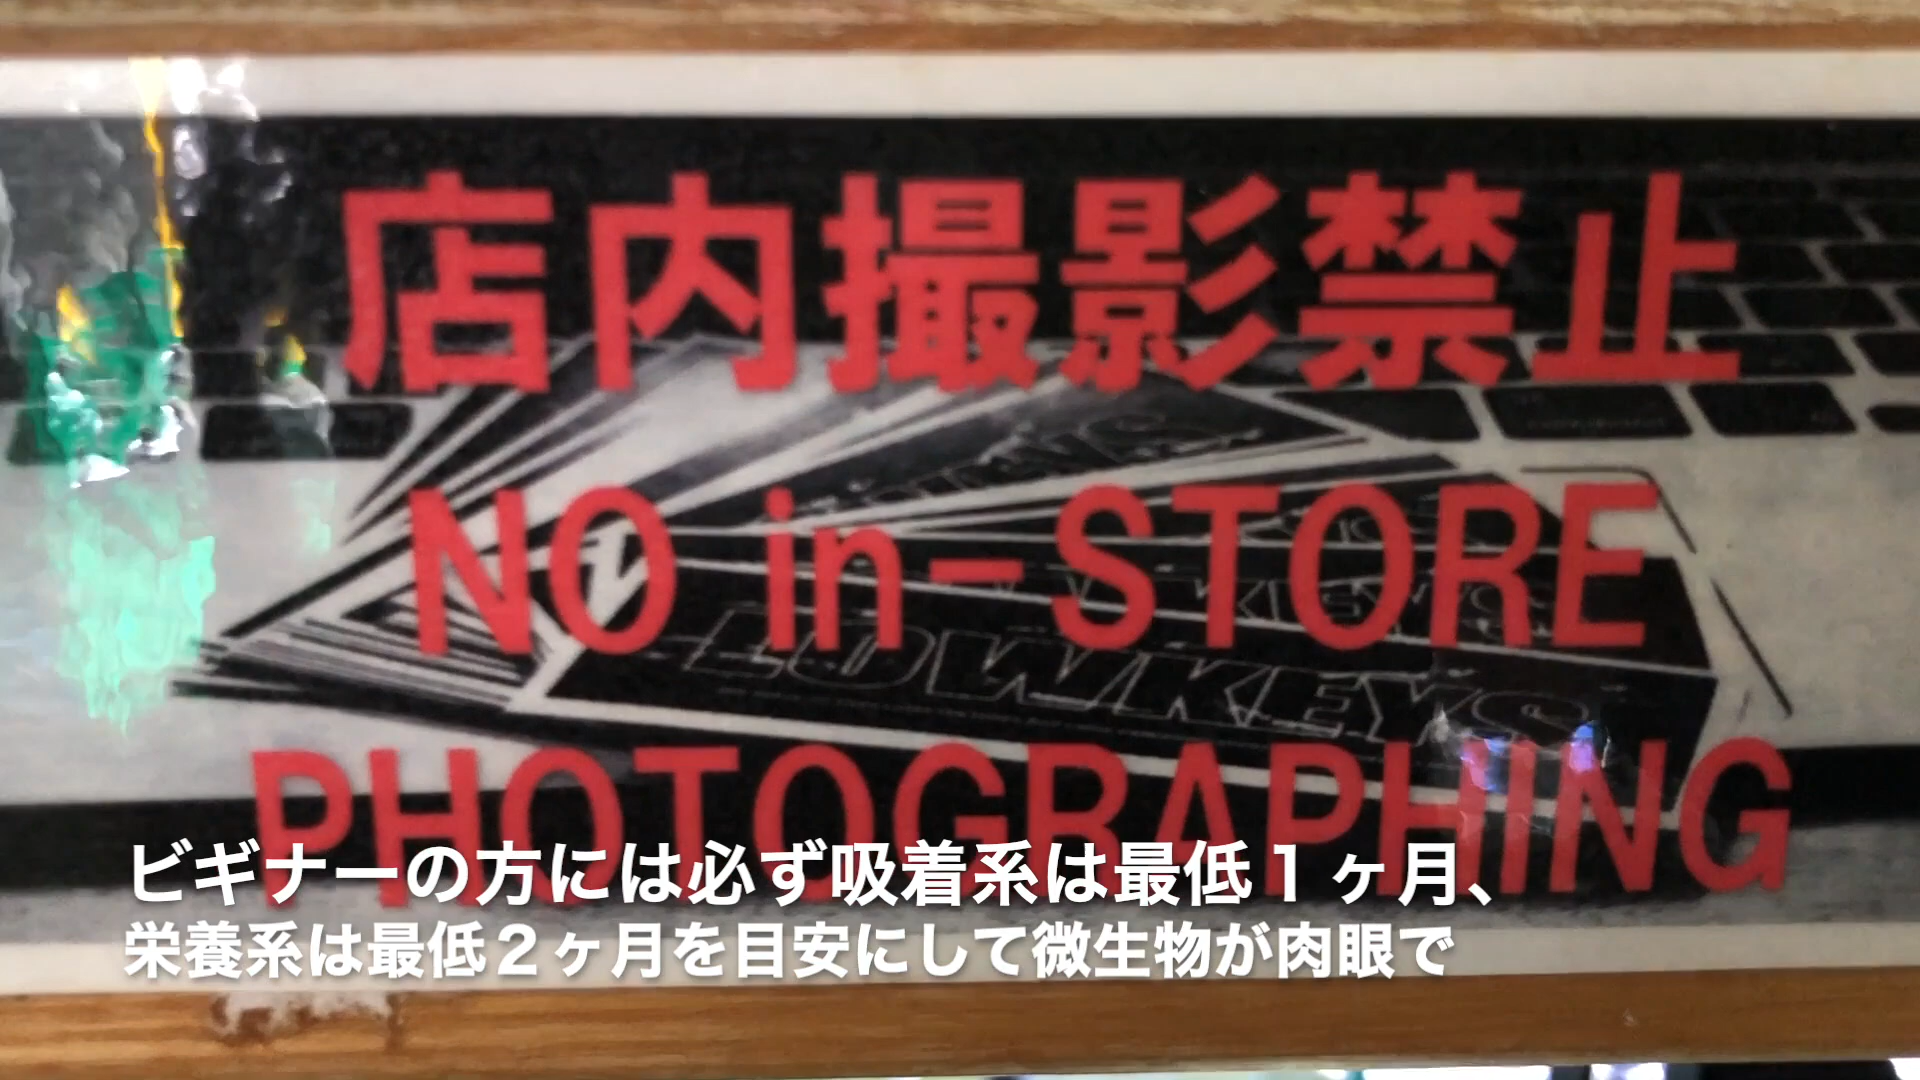 店内撮影禁止
NO in-STORE
LOWKEYS
PHOTOGRAPHING
ビギナーの方には必ず吸着系は最低１ヶ月、
栄養系は最低２ヶ月を目安にして微生物が肉眼で